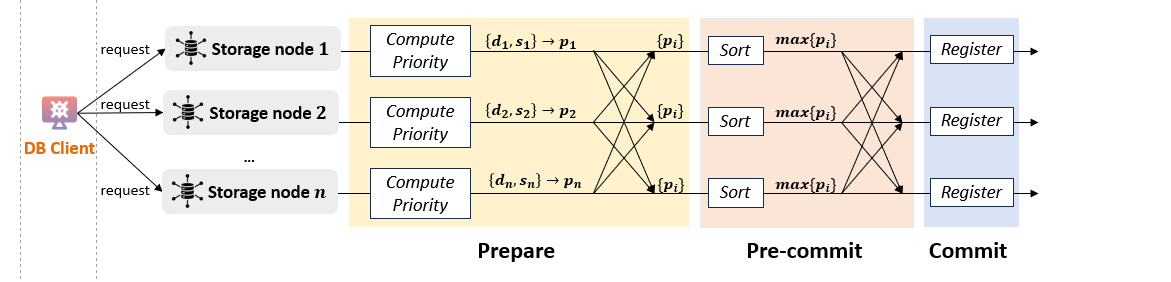 request
Storage node 1
Compute
Priority
{d₁, s₁} → p₁
{pᵢ}
Sort
max{pᵢ}
Register
request
Storage node 2
Compute
Priority
{d₂, s₂} → p₂
{pᵢ}
Sort
max{pᵢ}
Register
DB Client
...
request
Storage node n
Compute
Priority
{dₙ, sₙ} → pₙ
{pᵢ}
Sort
max{pᵢ}
Register
Prepare
Pre-commit
Commit